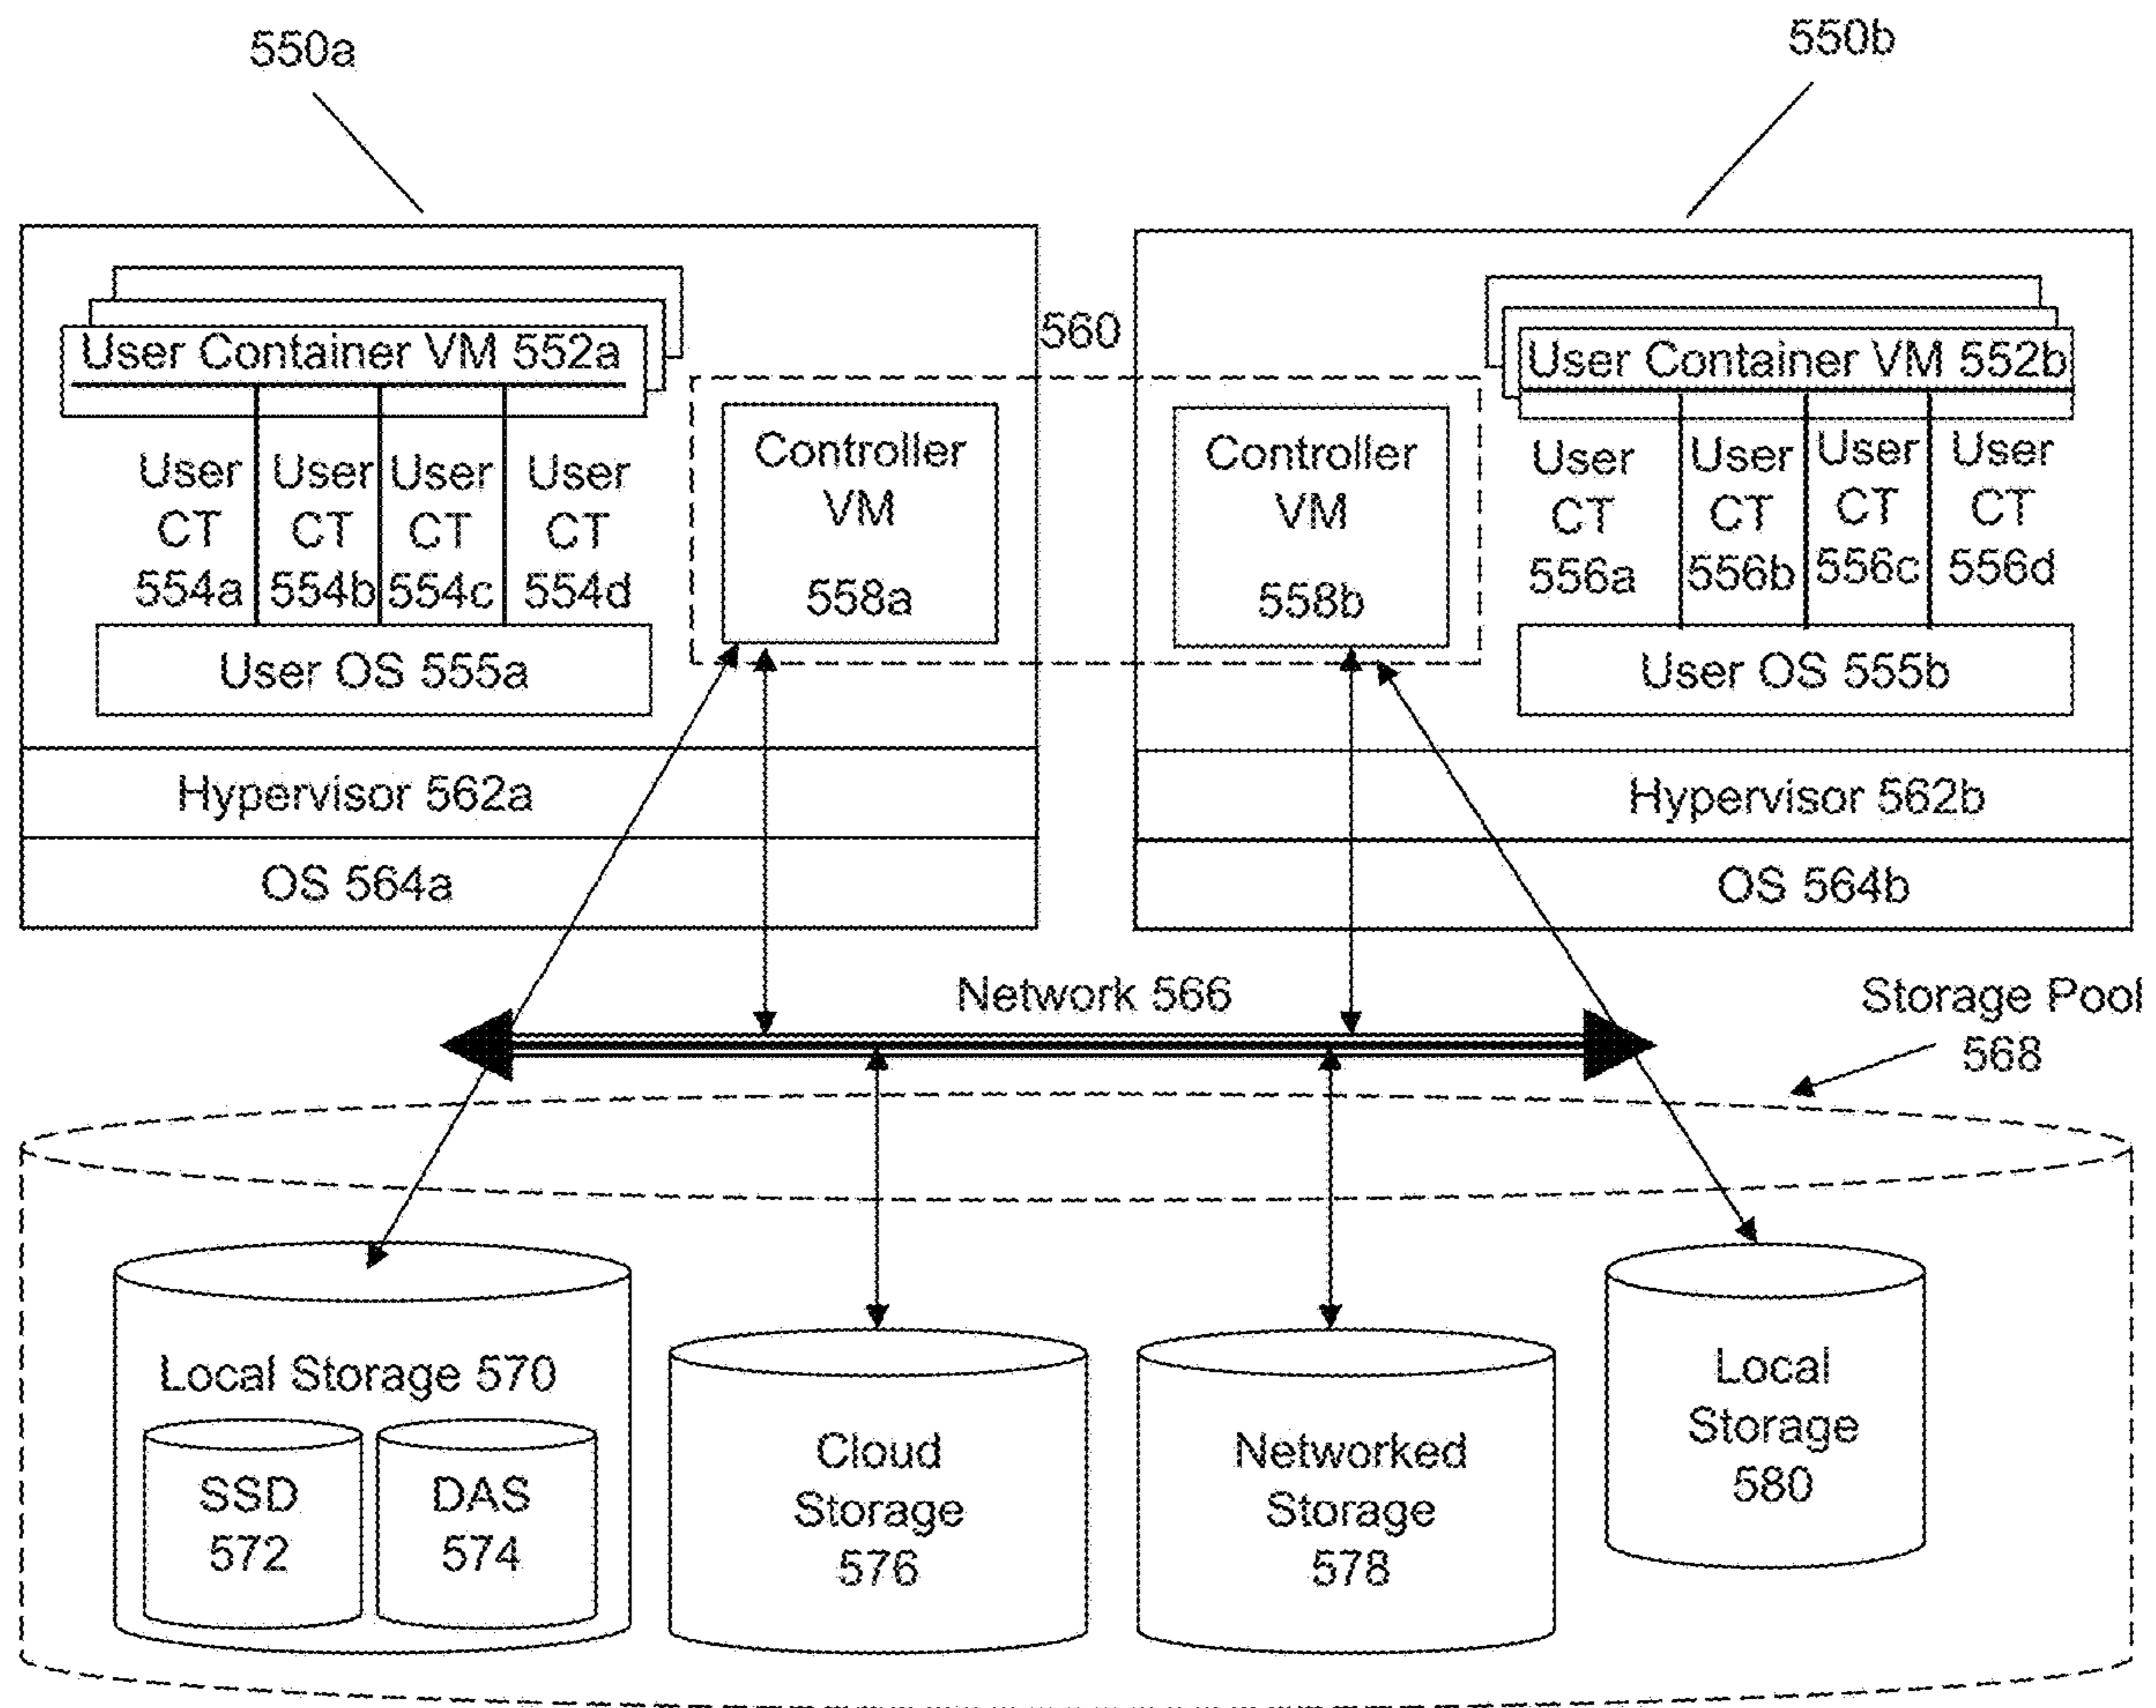 550a
550b
560
User Container VM 552a
User
CT
554a
User
CT
554b
User
CT
554c
User
CT
554d
User OS 555a
Controller
VM
558a
Hypervisor 562a
OS 564a
Controller
VM
558b
User Container VM 552b
User
CT
556a
User
CT
556b
User
CT
556c
User
CT
556d
User OS 555b
Hypervisor 562b
OS 564b
Network 566
Storage Pool
568
Local Storage 570
SSD
572
DAS
574
Cloud
Storage
576
Networked
Storage
578
Local
Storage
580